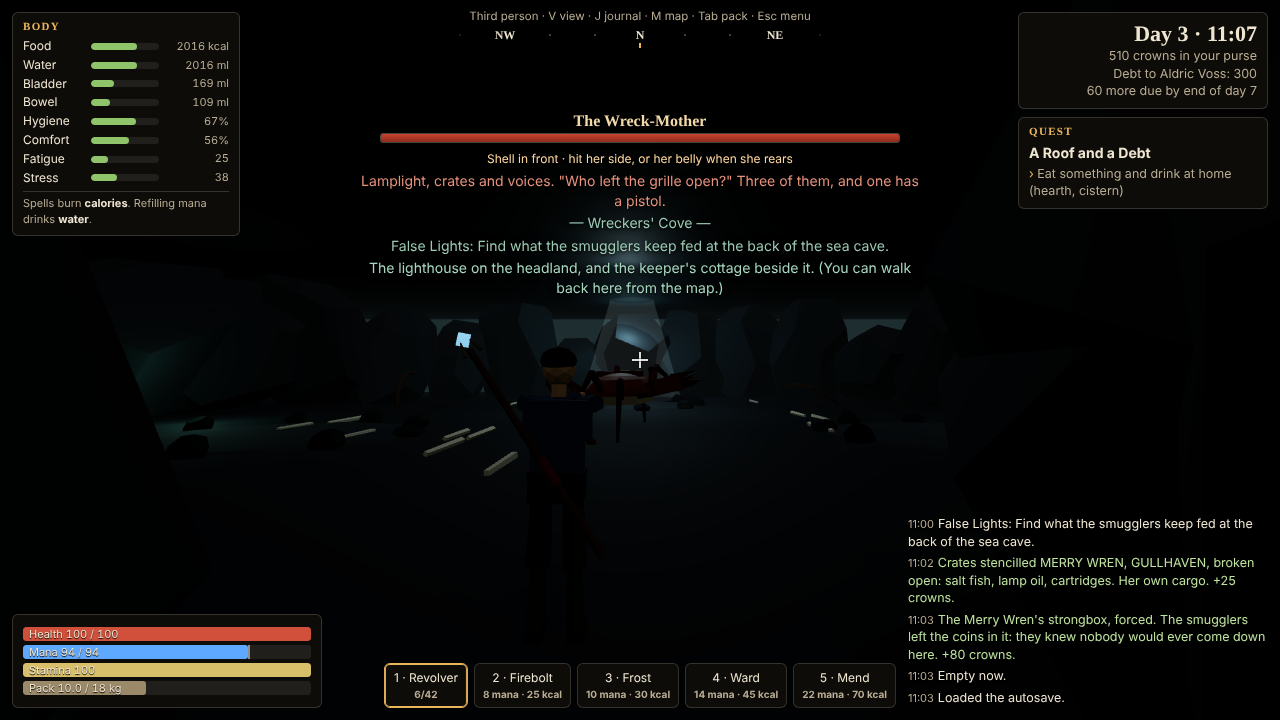 BODY
Food 2016 kcal
Water 2016 ml
Bladder 169 ml
Bowel 109 ml
Hygiene 67%
Comfort 56%
Fatigue 25
Stress 38
Spells burn calories. Refilling mana
drinks water.
Third person · V view · J journal · M map · Tab pack · Esc menu
NW · · N · · NE
The Wreck-Mother
Shell in front · hit her side, or her belly when she rears
Lamplight, crates and voices. "Who left the grille open?" Three of them, and one has
a pistol.
— Wreckers' Cove —
False Lights: Find what the smugglers keep fed at the back of the sea cave.
The lighthouse on the headland, and the keeper's cottage beside it. (You can walk
back here from the map.)
Day 3 · 11:07
510 crowns in your purse
Debt to Aldric Voss: 300
60 more due by end of day 7
QUEST
A Roof and a Debt
› Eat something and drink at home
(hearth, cistern)
11:00 False Lights: Find what the smugglers keep fed at the
back of the sea cave.
11:02 Crates stencilled MERRY WREN, GULLHAVEN, broken
open: salt fish, lamp oil, cartridges. Her own cargo. +25
crowns.
11:03 The Merry Wren's strongbox, forced. The smugglers
left the coins in it: they knew nobody would ever come down
here. +80 crowns.
11:03 Empty now.
11:03 Loaded the autosave.
Health 100 / 100
Mana 94 / 94
Stamina 100
Pack 10.0 / 18 kg
1 · Revolver
6/42
2 · Firebolt
8 mana · 25 kcal
3 · Frost
10 mana · 30 kcal
4 · Ward
14 mana · 45 kcal
5 · Mend
22 mana · 70 kcal